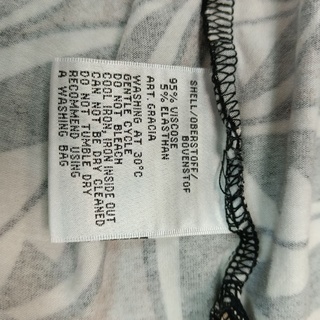 SHELL/OBERSTOFF/
BOVENSTOF
95% VISCOSE
5% ELASTHAN
ART. GRACIA
WASHING AT 30°C
GENTLE CYCLE
DO NOT BLEACH
COOL IRON, IRON INSIDE OUT
CAN NOT BE DRY CLEANED
DO NOT TUMBLE DRY
RECOMMEND USING
A WASHING BAG